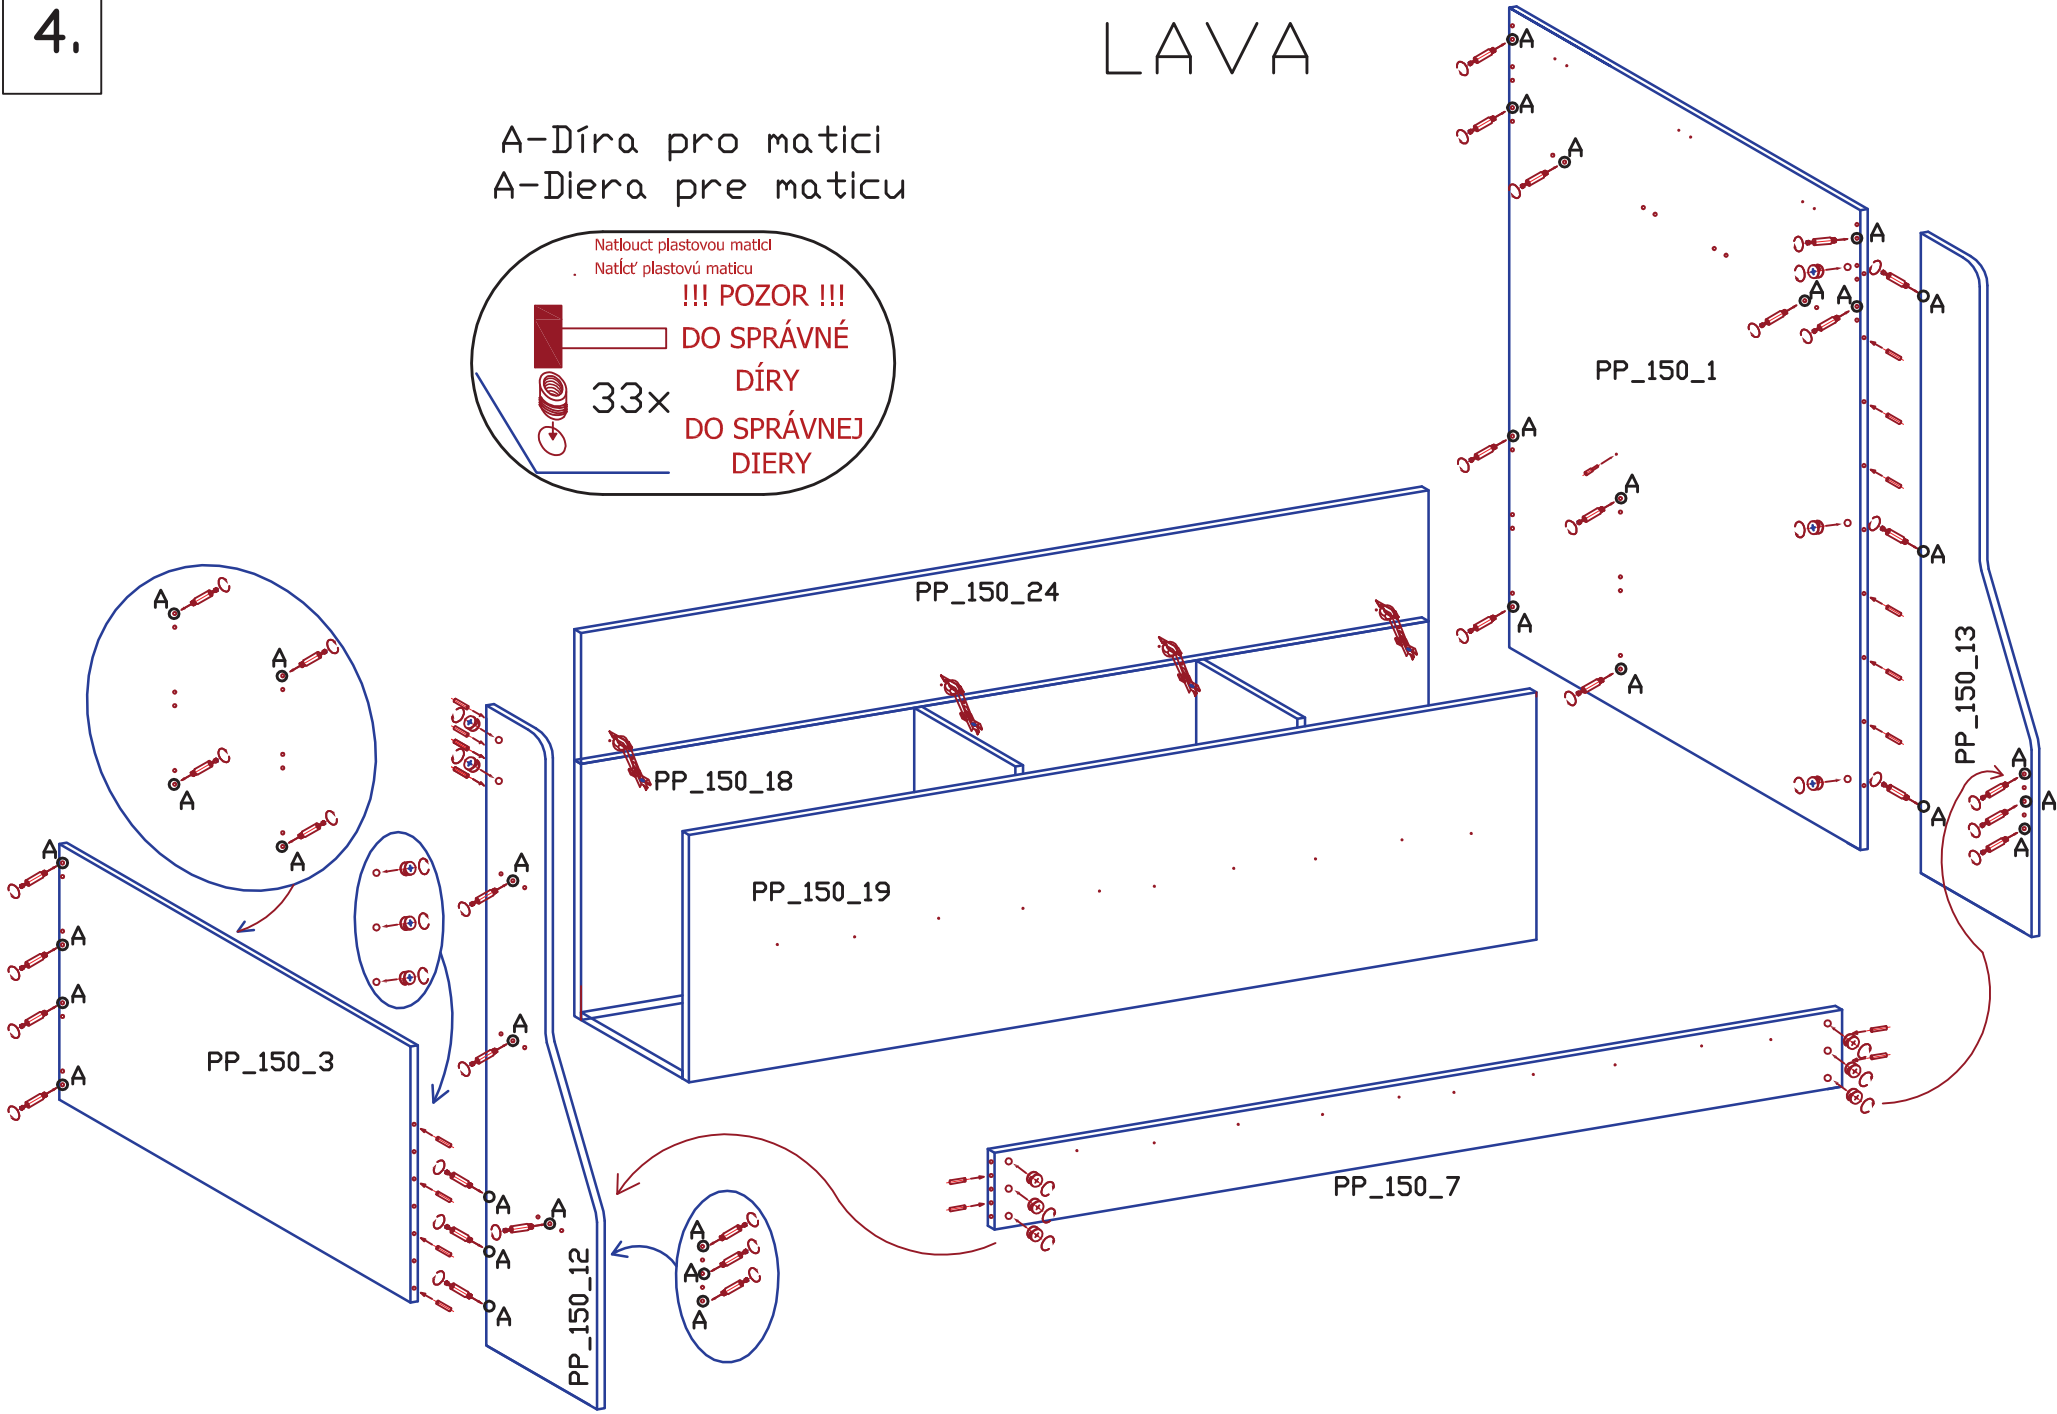 4.
LAVA
A-Díra pro matici
A-Diera pre maticu
Natlouct plastovou matici
Natĺcť plastovú maticu
!!! POZOR !!!
DO SPRÁVNÉ
DÍRY
33x
DO SPRÁVNEJ
DIERY
A
A
A
A
A
A
A
PP_150_1
A
A
A
A
A
PP_150_13
A
A
A
A
PP_150_24
PP_150_18
PP_150_19
A
A
A
A
A
A
A
A
PP_150_3
A
A
A
A
A
A
PP_150_12
A
A
A
PP_150_7